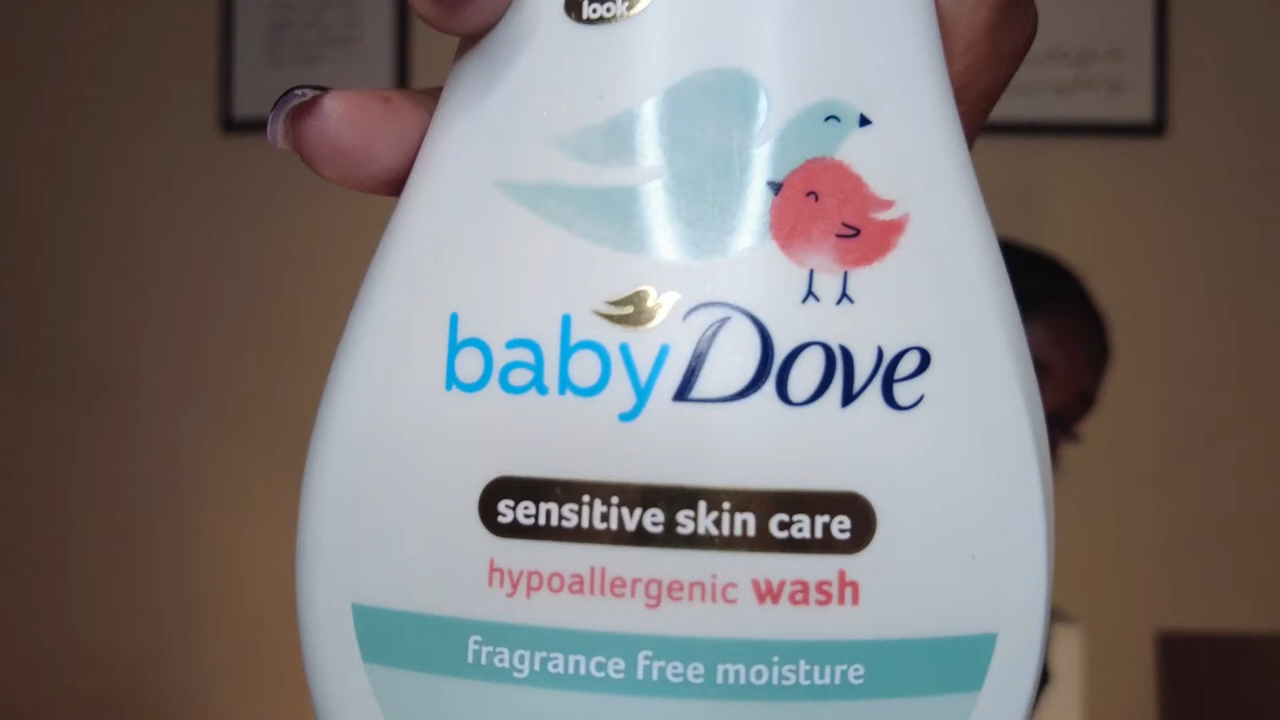 look
baby Dove
sensitive skin care
hypoallergenic wash
fragrance free moisture